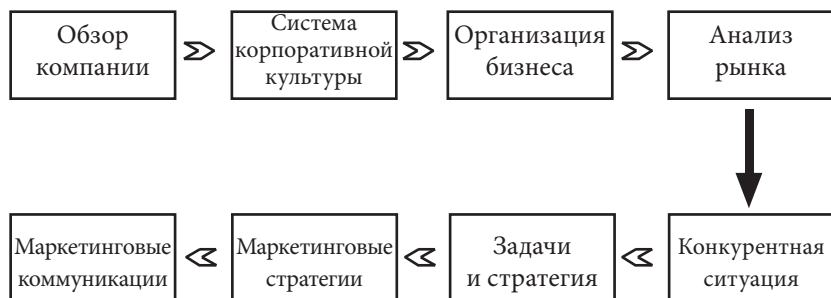 Обзор
компании
Система
корпоративной
культуры
Организация
бизнеса
Анализ
рынка
Конкурентная
ситуация
Задачи
и стратегия
Маркетинговые
стратегии
Маркетинговые
коммуникации